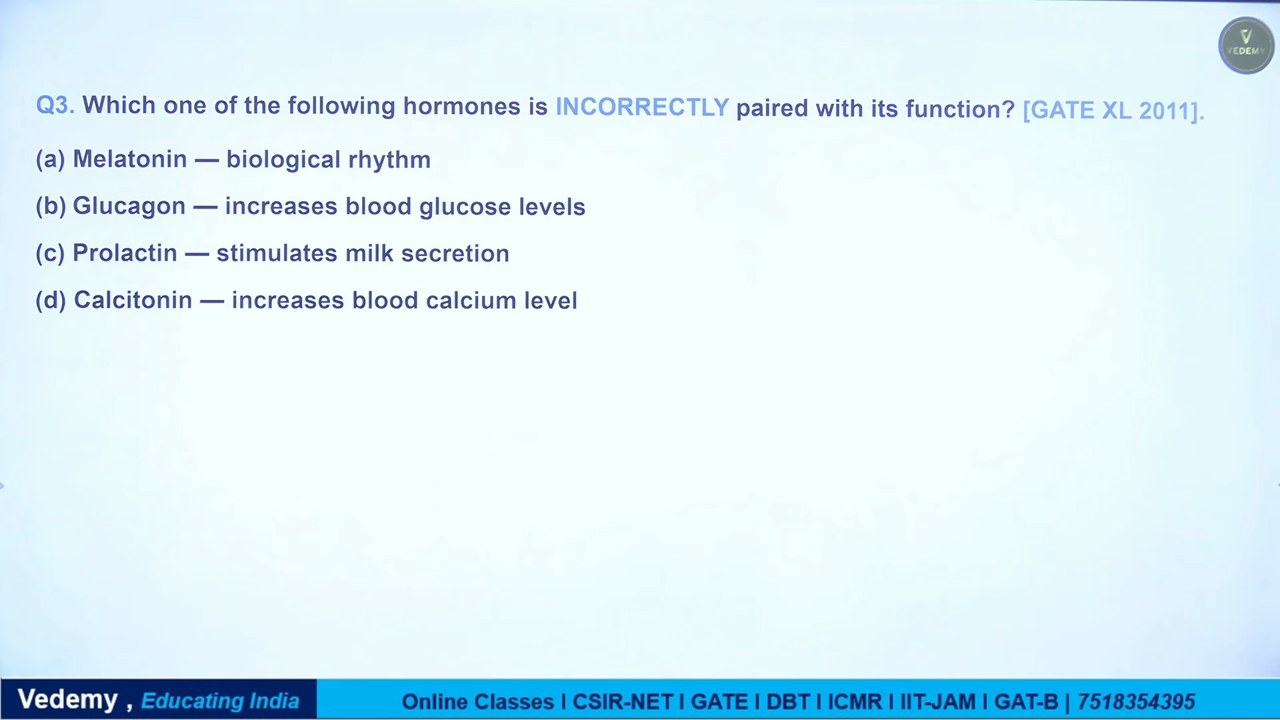 VEDEMY
Q3. Which one of the following hormones is INCORRECTLY paired with its function? [GATE XL 2011].
(a) Melatonin — biological rhythm
(b) Glucagon — increases blood glucose levels
(c) Prolactin — stimulates milk secretion
(d) Calcitonin — increases blood calcium level
Vedemy , Educating India
Online Classes I CSIR-NET I GATE I DBT I ICMR I IIT-JAM I GAT-B | 7518354395